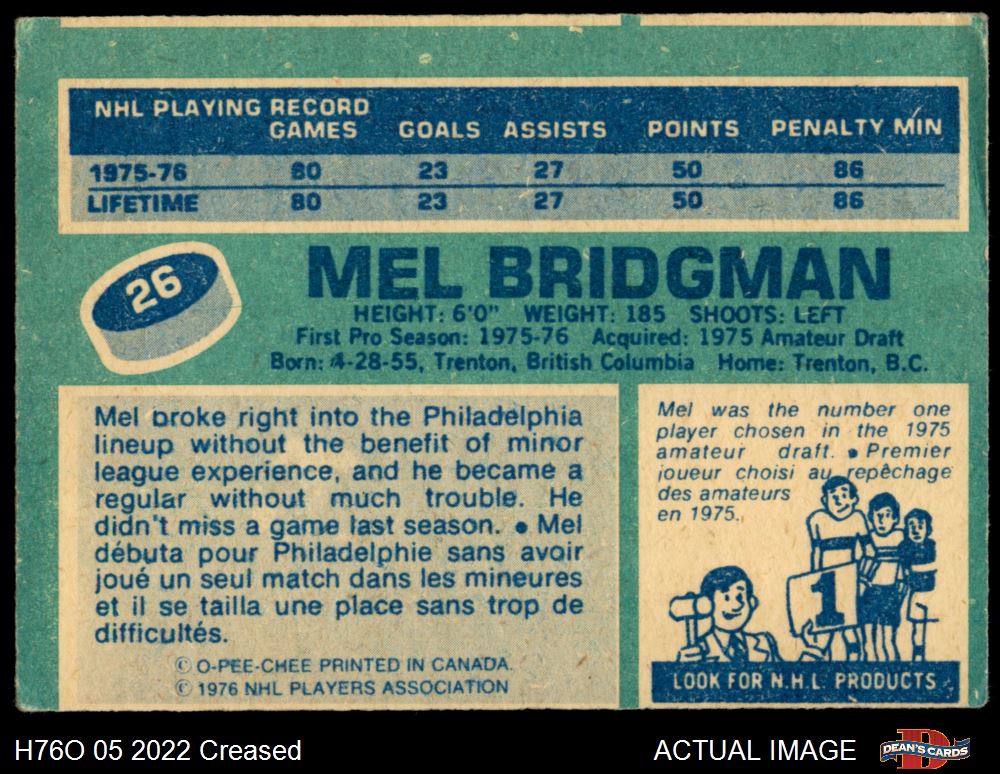 NHL PLAYING RECORD
GAMES GOALS ASSISTS POINTS PENALTY MIN
1975-76 80 23 27 50 86
LIFETIME 80 23 27 50 86
26
MEL BRIDGMAN
HEIGHT: 6'0" WEIGHT: 185 SHOOTS: LEFT
First Pro Season: 1975-76 Acquired: 1975 Amateur Draft
Born: 4-28-55, Trenton, British Columbia Home: Trenton, B.C.
Mel broke right into the Philadelphia
lineup without the benefit of minor
league experience, and he became a
regular without much trouble. He
didn't miss a game last season. ● Mel
débuta pour Philadelphie sans avoir
joué un seul match dans les mineures
et il se tailla une place sans trop de
difficultés.
© O-PEE-CHEE PRINTED IN CANADA.
© 1976 NHL PLAYERS ASSOCIATION
Mel was the number one
player chosen in the 1975
amateur draft. ● Premier
joueur choisi au repêchage
des amateurs
en 1975.
1
LOOK FOR N.H.L. PRODUCTS
H76O 05 2022 Creased
ACTUAL IMAGE
DEAN'S CARDS